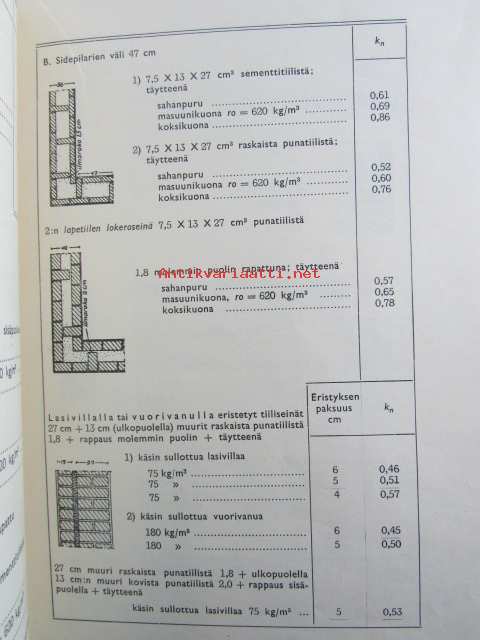 B. Sidepilarien väli 47 cm
kn
1) 7,5 X 13 X 27 cm³ sementtitiilistä;
täytteenä
sahanpuru ........ 0,61
masuunikuona ro = 620 kg/m³ ........ 0,69
koksikuona ........ 0,86
2) 7,5 X 13 X 27 cm³ raskaista punatiilistä;
täytteenä
sahanpuru ........ 0,52
masuunikuona ro = 620 kg/m³ ........ 0,60
koksikuona ........ 0,76
ilmarako 13 cm
2:n lapetiilen lokeroseinä 7,5 X 13 X 27 cm³ punatiilistä
1,8 molemmin puolin rapattuna; täytteenä
antikvariaatti.net
sahanpuru ........ 0,57
masuunikuona, ro = 620 kg/m³ ........ 0,65
koksikuona ........ 0,78
Eristyksen
paksuus
cm
kn
Lasivillalla tai vuorivanulla eristetyt tiiliseinät
27 cm + 13 cm (ulkopuolella) muurit raskaista punatiilistä
1,8 + rappaus molemmin puolin + täytteenä
1) käsin sullottua lasivillaa
75 kg/m³ ........ 6 0,46
75 » ........ 5 0,51
75 » ........ 4 0,57
2) käsin sullottua vuorivanua
180 kg/m³ ........ 6 0,45
180 » ........ 5 0,50
27 cm muuri raskaista punatiilistä 1,8 + ulkopuolella
13 cm:n muuri kovista punatiilistä 2,0 + rappaus sisä-
puolella + täytteenä
käsin sullottua lasivillaa 75 kg/m³ ... 5 0,53